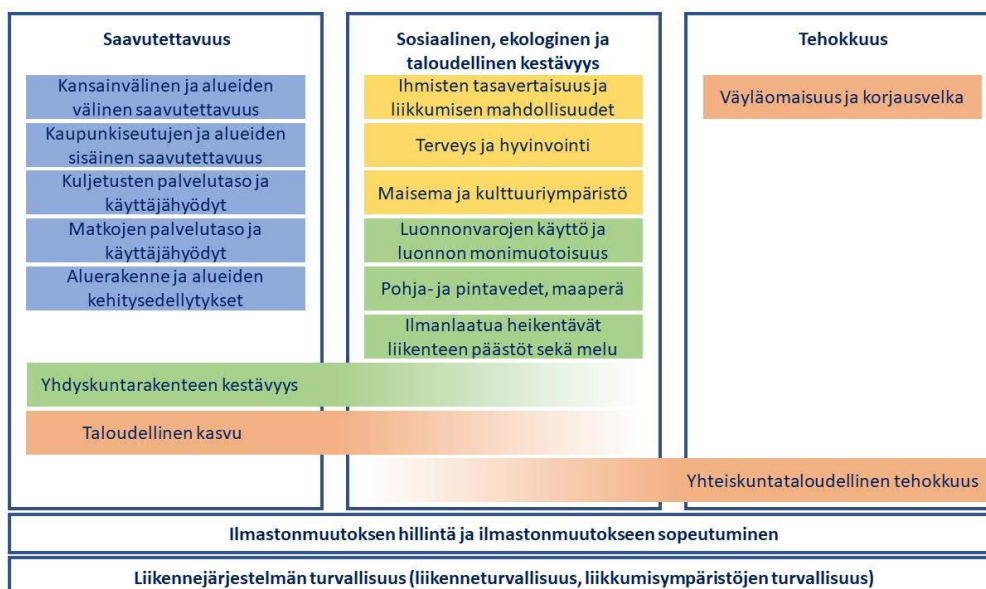 Saavutettavuus
Kansainvälinen ja alueiden
välinen saavutettavuus
Kaupunkiseutujen ja alueiden
sisäinen saavutettavuus
Kuljetusten palvelutaso ja
käyttäjähyödyt
Matkojen palvelutaso ja
käyttäjähyödyt
Aluerakenne ja alueiden
kehitysedellytykset
Sosiaalinen, ekologinen ja
taloudellinen kestävyys
Ihmisten tasavertaisuus ja
liikkumisen mahdollisuudet
Terveys ja hyvinvointi
Maisema ja kulttuuriympäristö
Luonnonvarojen käyttö ja
luonnon monimuotoisuus
Pohja- ja pintavedet, maaperä
Ilmanlaatua heikentävät
liikenteen päästöt sekä melu
Tehokkuus
Väyläomaisuus ja korjausvelka
Yhdyskuntarakenteen kestävyys
Taloudellinen kasvu
Yhteiskuntataloudellinen tehokkuus
Ilmastonmuutoksen hillintä ja ilmastonmuutokseen sopeutuminen
Liikennejärjestelmän turvallisuus (liikenneturvallisuus, liikkumisympäristöjen turvallisuus)